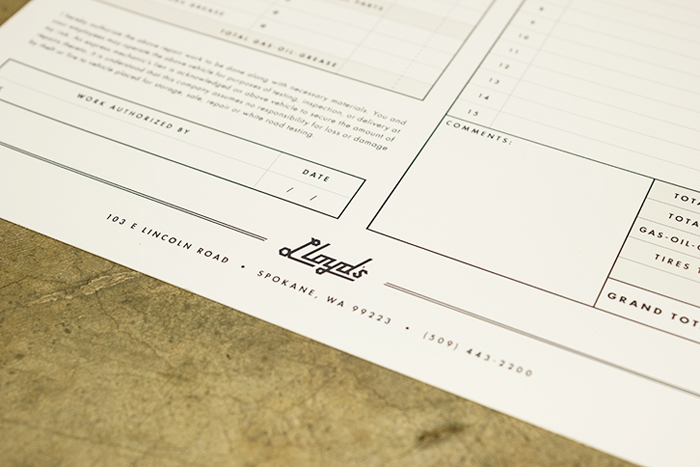 GREASE
PARTS
@
@
TOTAL GAS-OIL-GREASE
I hereby authorize the above repair work to be done along with necessary materials. You and
your employees may operate the above vehicle for purposes of testing, inspection, or delivery at
my risk. An express mechanic's lien is acknowledged on above vehicle to secure the amount of
repairs thereto. It is understood that this company assumes no responsibility for loss or damage
by theft or fire to vehicle placed for storage, sale, repair or while road testing.
WORK AUTHORIZED BY
DATE
/ /
9
10
11
12
13
14
15
COMMENTS:
TOTA
TOTA
GAS-OIL-G
TIRES T
GRAND TOT
Lloyds
103 E LINCOLN ROAD • SPOKANE, WA 99223 • (509) 443-2200